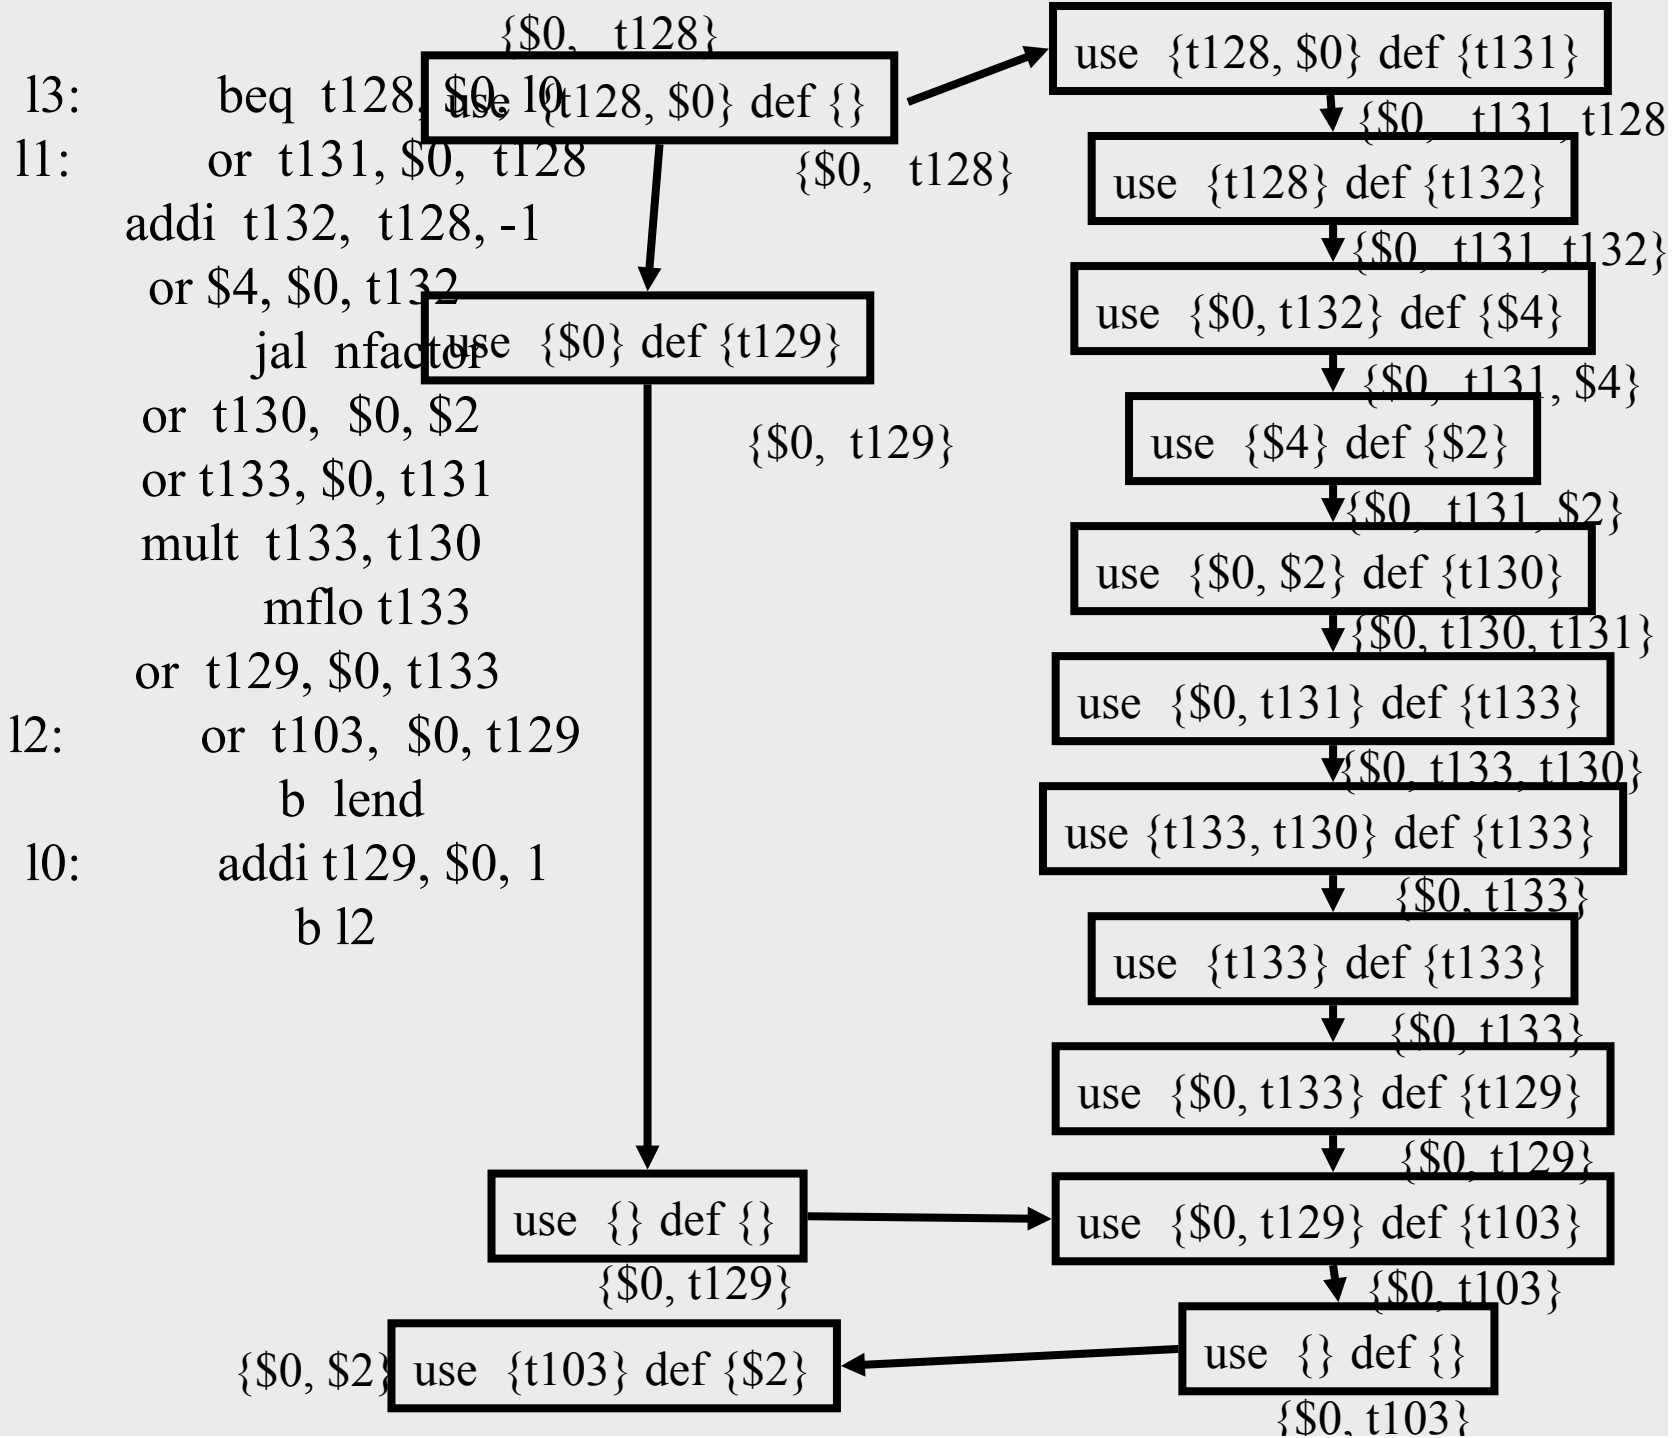 {$0, t128}
l3: beq t128, $0, l0
l1: or t131, $0, t128
addi t132, t128, -1
or $4, $0, t132
jal nfactor
or t130, $0, $2
or t133, $0, t131
mult t133, t130
mflo t133
or t129, $0, t133
l2: or t103, $0, t129
b lend
l0: addi t129, $0, 1
b l2
use {t128, $0} def {}
{$0, t128}
use {$0} def {t129}
{$0, t129}
use {} def {}
{$0, t129}
use {t128, $0} def {t131}
{$0, t131, t128
use {t128} def {t132}
{$0, t131, t132}
use {$0, t132} def {$4}
{$0, t131, $4}
use {$4} def {$2}
{$0, t131, $2}
use {$0, $2} def {t130}
{$0, t130, t131}
use {$0, t131} def {t133}
{$0, t133, t130}
use {t133, t130} def {t133}
{$0, t133}
use {t133} def {t133}
{$0, t133}
use {$0, t133} def {t129}
{$0, t129}
use {$0, t129} def {t103}
{$0, t103}
use {} def {}
{$0, t103}
use {t103} def {$2}
{$0, $2}